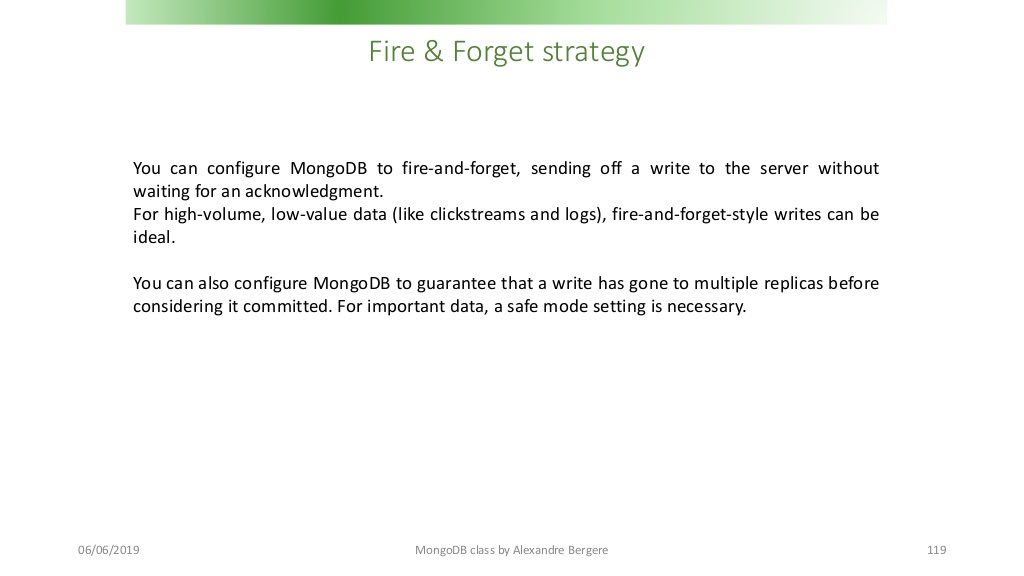 Fire & Forget strategy
You can configure MongoDB to fire-and-forget, sending off a write to the server without
waiting for an acknowledgment.
For high-volume, low-value data (like clickstreams and logs), fire-and-forget-style writes can be
ideal.
You can also configure MongoDB to guarantee that a write has gone to multiple replicas before
considering it committed. For important data, a safe mode setting is necessary.
06/06/2019
MongoDB class by Alexandre Bergere
119